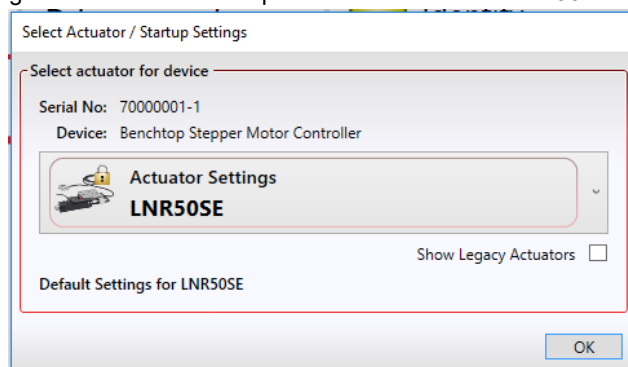 Select Actuator / Startup Settings
Select actuator for device
Serial No: 70000001-1
Device: Benchtop Stepper Motor Controller
Actuator Settings
LNR50SE
Show Legacy Actuators
Default Settings for LNR50SE
OK